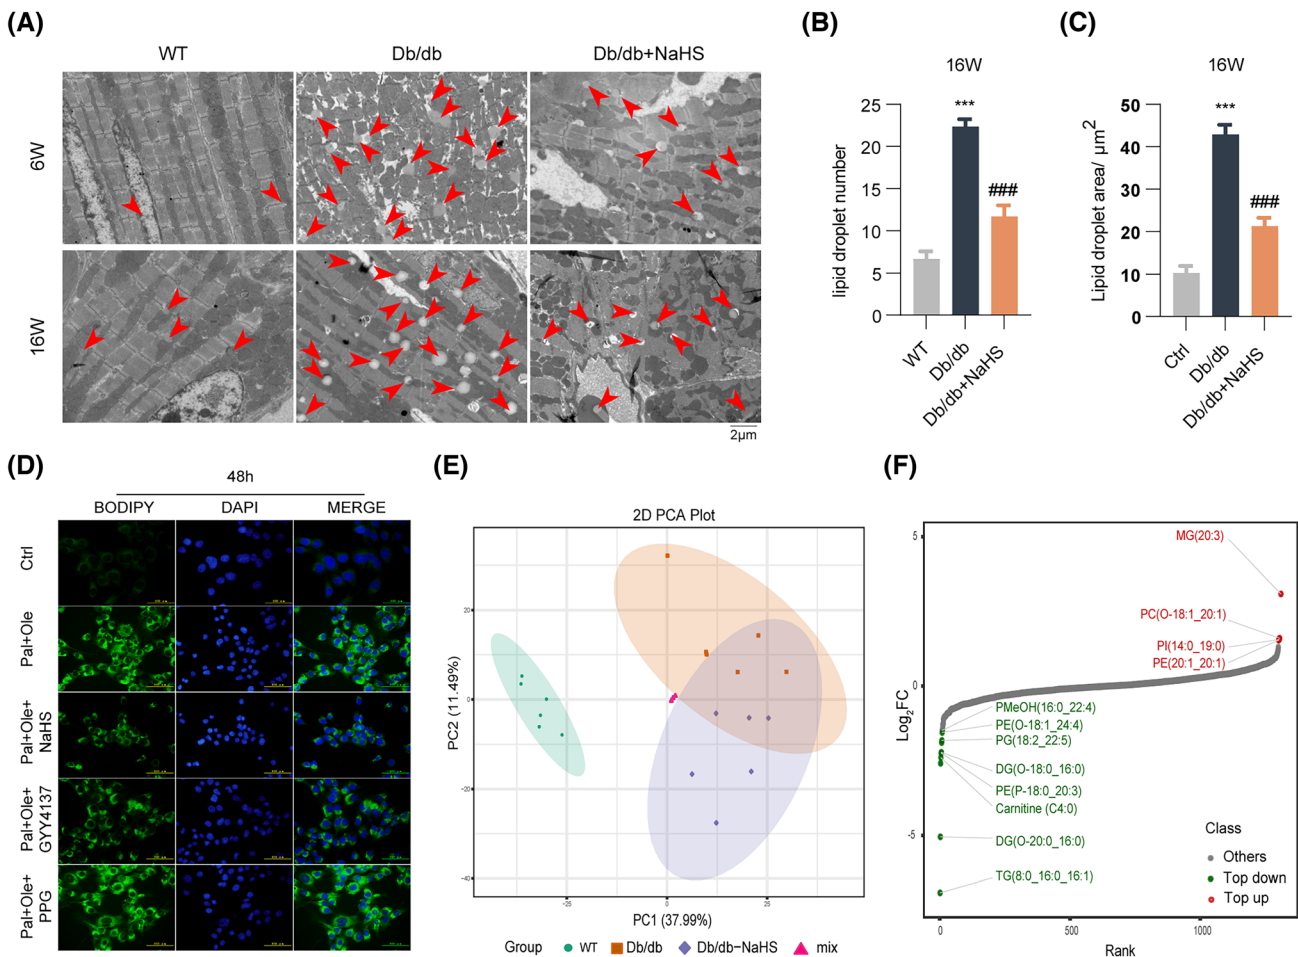 (A)
WT
Db/db
Db/db+NaHS
6W
16W
2μm
(B)
16W
lipid droplet number
25
20
15
10
5
0
***
###
WT
Db/db
Db/db+NaHS
(C)
16W
Lipid droplet area/ μm2
50
40
30
20
10
0
***
###
Ctrl
Db/db
Db/db+NaHS
(D)
48h
BODIPY
DAPI
MERGE
Ctrl
Pal+Ole
Pal+Ole+
NaHS
Pal+Ole+
GYY4137
Pal+Ole+
PPG
(E)
2D PCA Plot
PC2 (11.49%)
20
0
-20
-40
-25
0
25
PC1 (37.99%)
Group
WT
Db/db
Db/db−NaHS
mix
(F)
Log2FC
5
0
-5
MG(20:3)
PC(O-18:1_20:1)
PI(14:0_19:0)
PE(20:1_20:1)
PMeOH(16:0_22:4)
PE(O-18:1_24:4)
PG(18:2_22:5)
DG(O-18:0_16:0)
PE(P-18:0_20:3)
Carnitine (C4:0)
DG(O-20:0_16:0)
TG(8:0_16:0_16:1)
Class
Others
Top down
Top up
0
500
1000
Rank